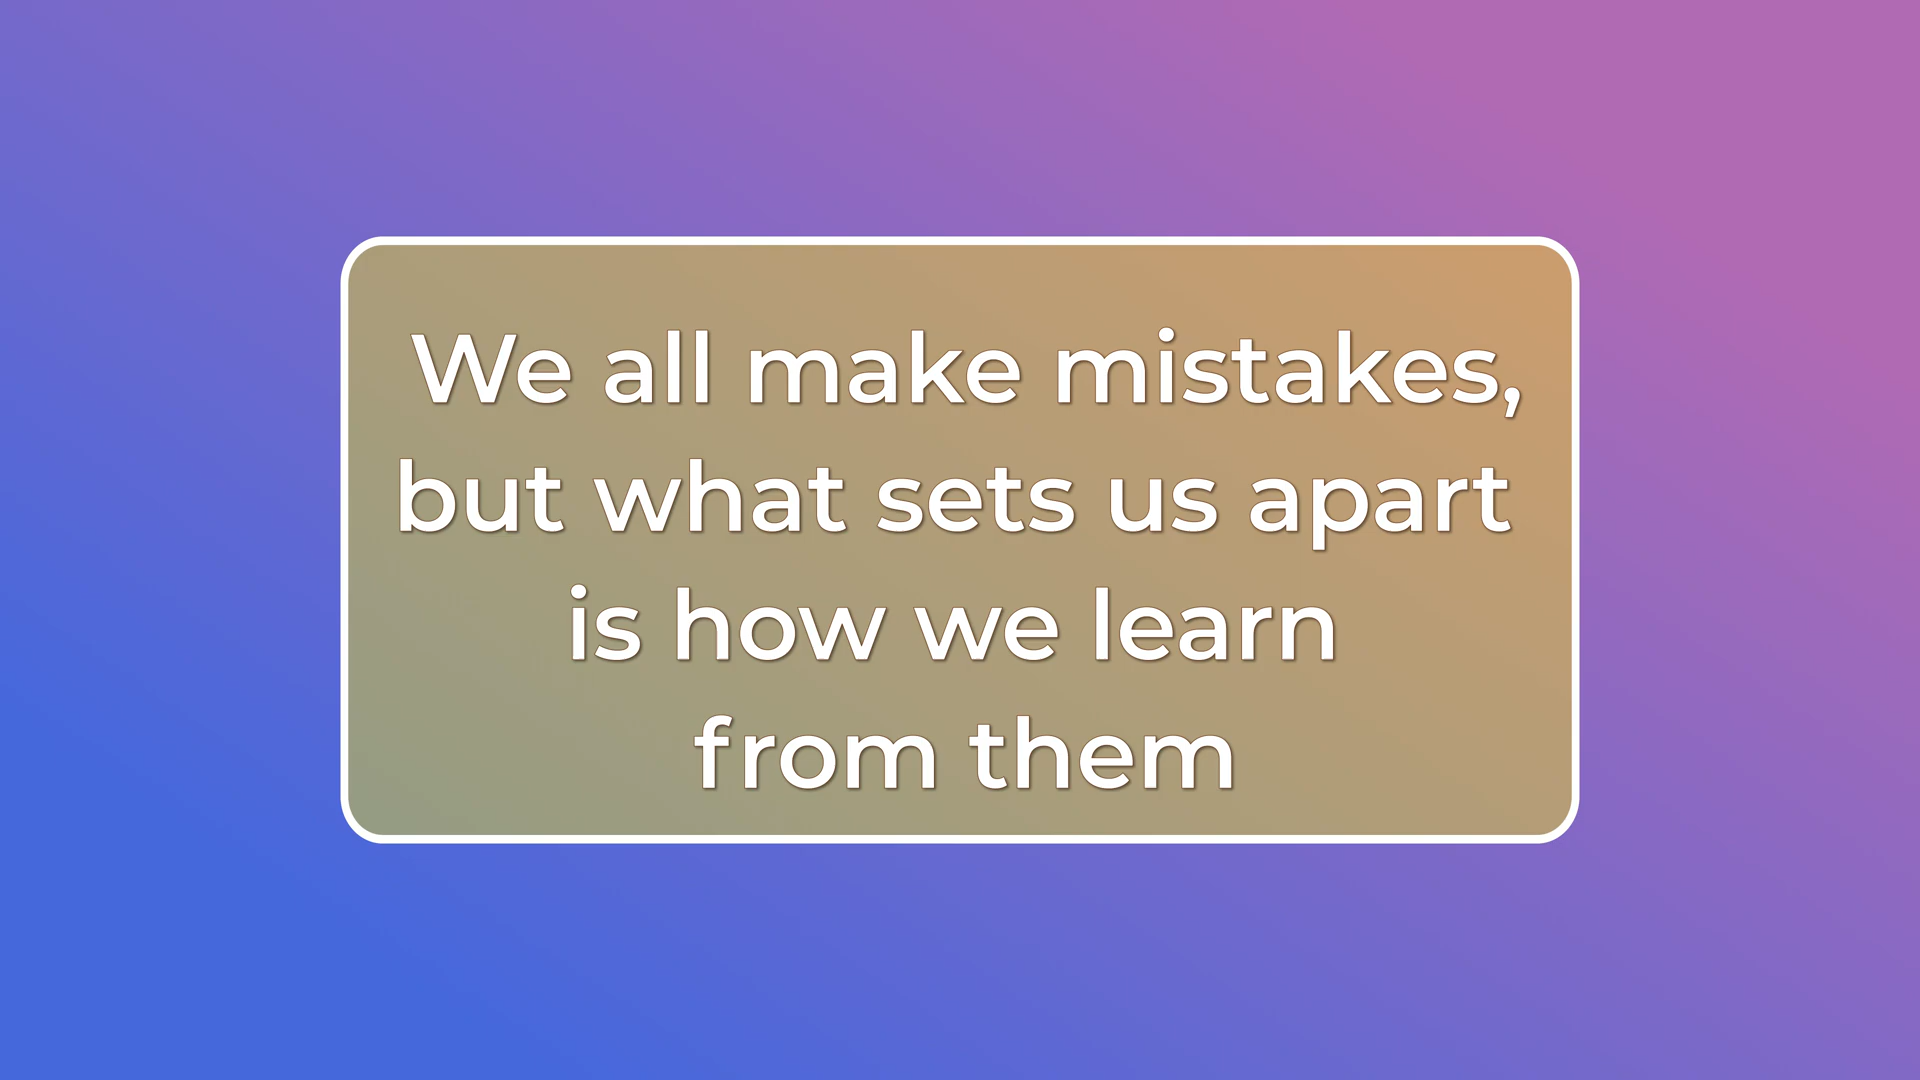 We all make mistakes,
but what sets us apart
is how we learn
from them